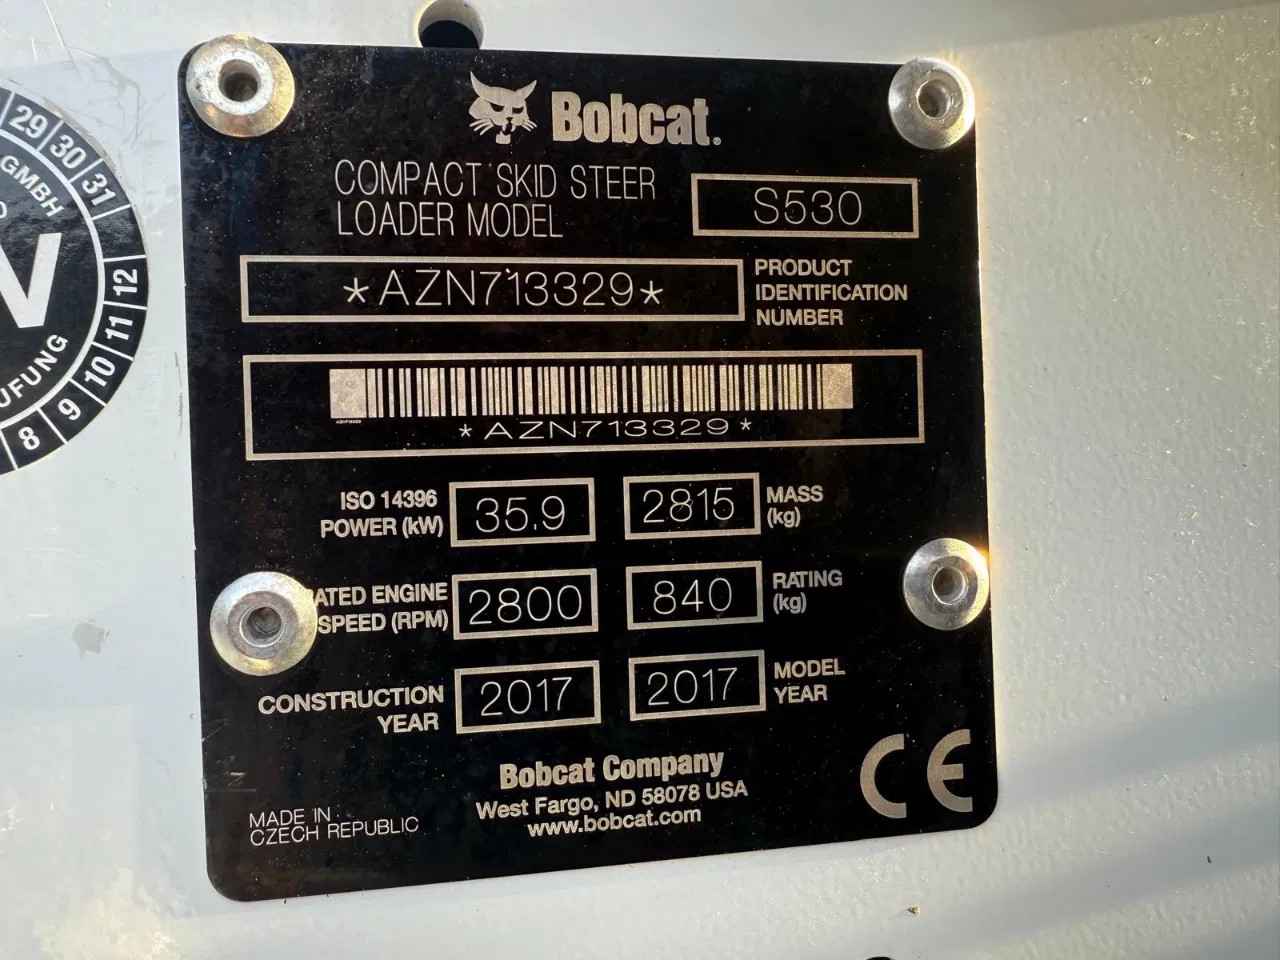 Bobcat.
COMPACT SKID STEER
LOADER MODEL
S530
*AZN713329*
PRODUCT
IDENTIFICATION
NUMBER
*AZN713329*
ISO 14396
POWER (kW)
35.9
2815
MASS
(kg)
ATED ENGINE
SPEED (RPM)
2800
840
RATING
(kg)
CONSTRUCTION
YEAR
2017
2017
MODEL
YEAR
Bobcat Company
West Fargo, ND 58078 USA
www.bobcat.com
MADE IN
CZECH REPUBLIC
CE
29 30 31
GMBH
V
12 11 10 9 8
UFUNG